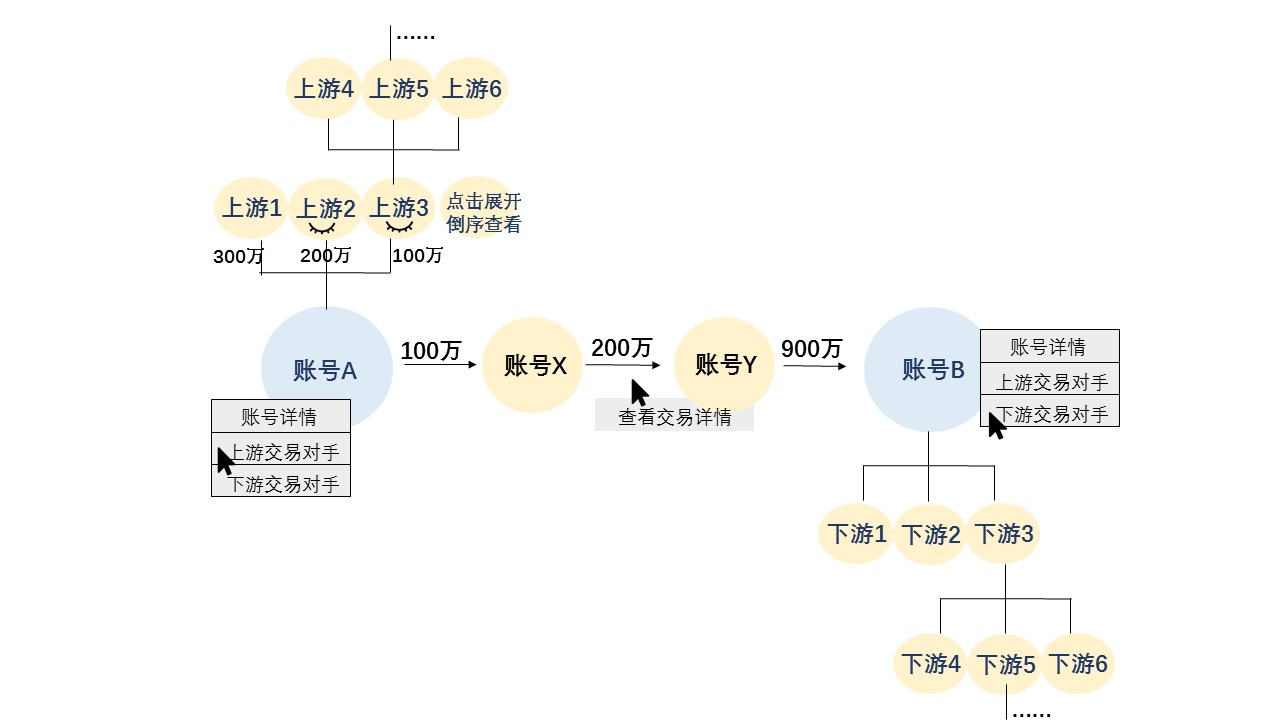 ……
上游4
上游5
上游6
上游1
上游2
上游3
点击展开
倒序查看
300万
200万
100万
账号A
100万
账号X
200万
账号Y
900万
账号B
账号详情
上游交易对手
下游交易对手
查看交易详情
账号详情
上游交易对手
下游交易对手
下游1
下游2
下游3
下游4
下游5
下游6
……